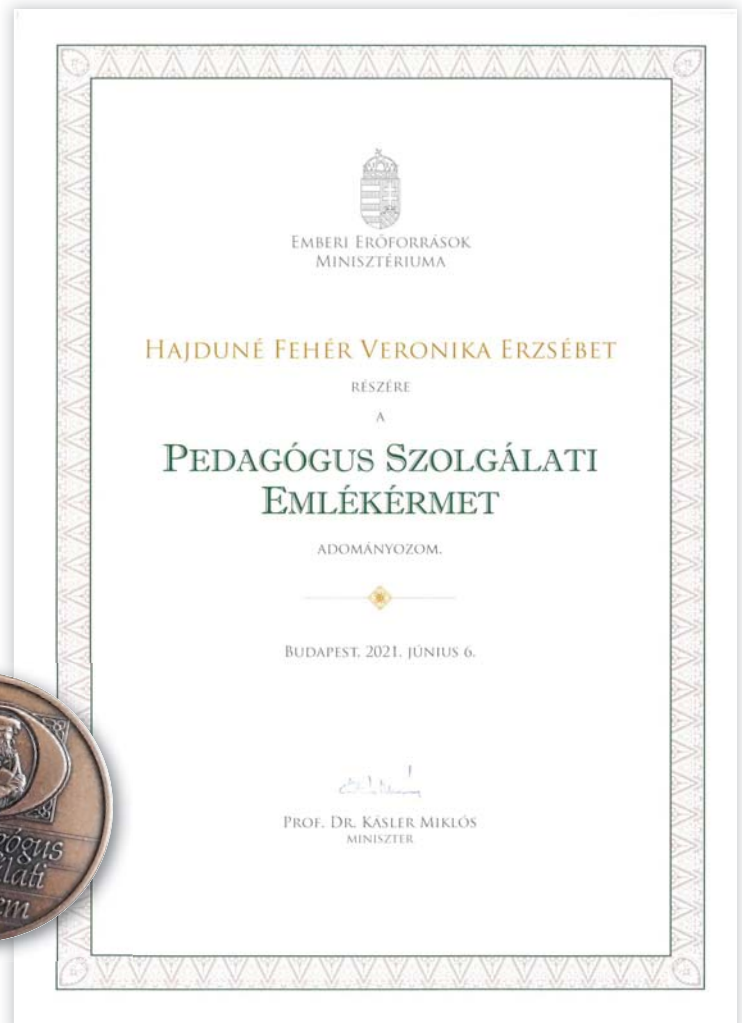 EMBERI ERŐFORRÁSOK
MINISZTÉRIUMA
HAJDUNÉ FEHÉR VERONIKA ERZSÉBET
RÉSZÉRE
A
PEDAGÓGUS SZOLGÁLATI
EMLÉKÉRMET
ADOMÁNYOZOM.
BUDAPEST, 2021. JÚNIUS 6.
PROF. DR. KÁSLER MIKLÓS
MINISZTER